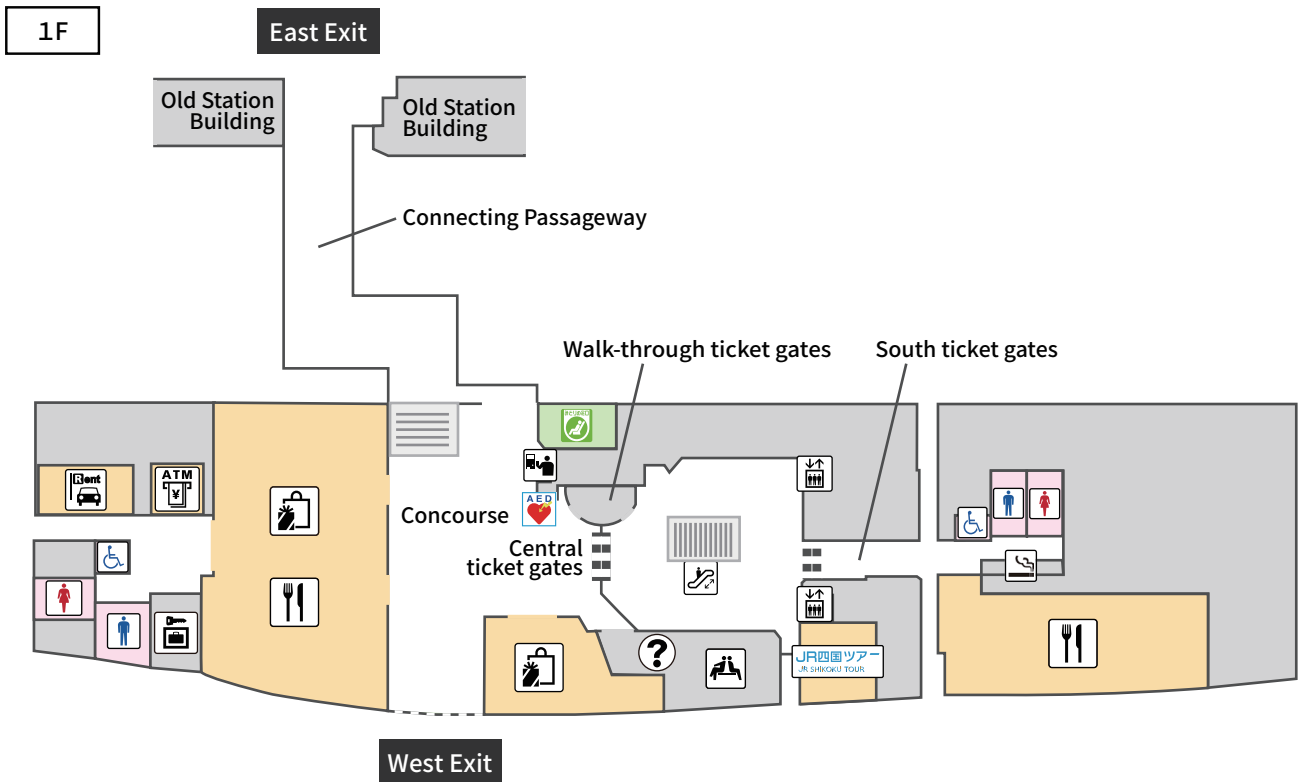 1F
East Exit
Old Station
Building
Old Station
Building
Connecting Passageway
Walk-through ticket gates
South ticket gates
Rent
ATM
¥
AED
Concourse
Central
ticket gates
?
JR四国ツアー
JR SHIKOKU TOUR
West Exit